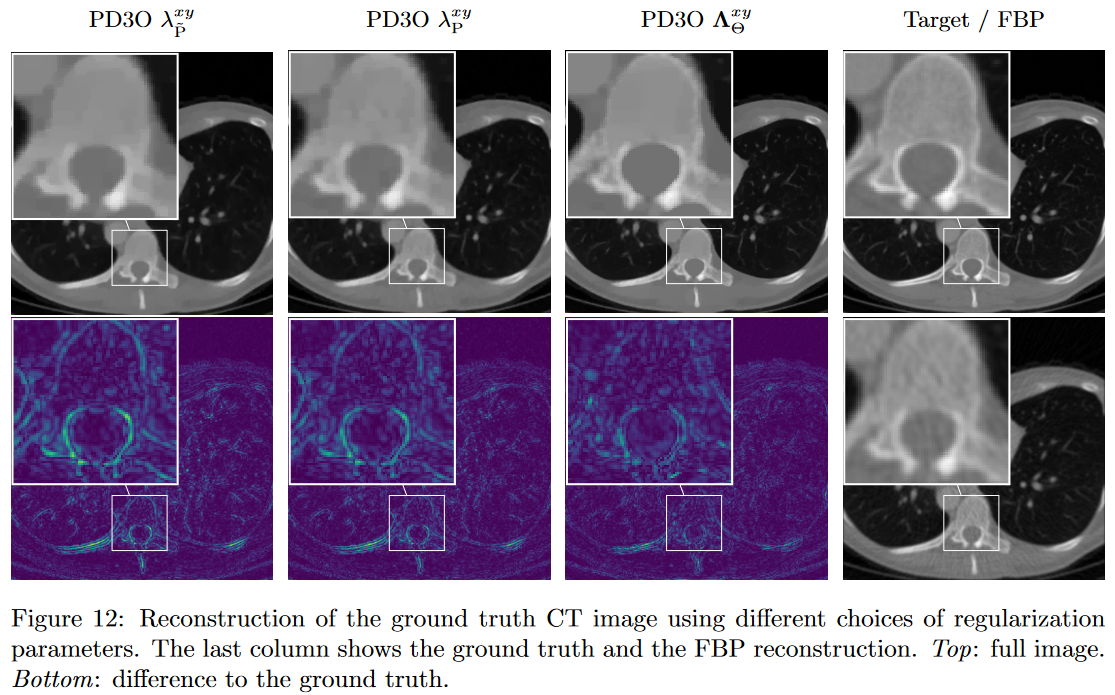 PD3O λ_P̃^xy PD3O λ_P^xy PD3O Λ_Θ^xy Target / FBP
Figure 12: Reconstruction of the ground truth CT image using different choices of regularization
parameters. The last column shows the ground truth and the FBP reconstruction. Top: full image.
Bottom: difference to the ground truth.